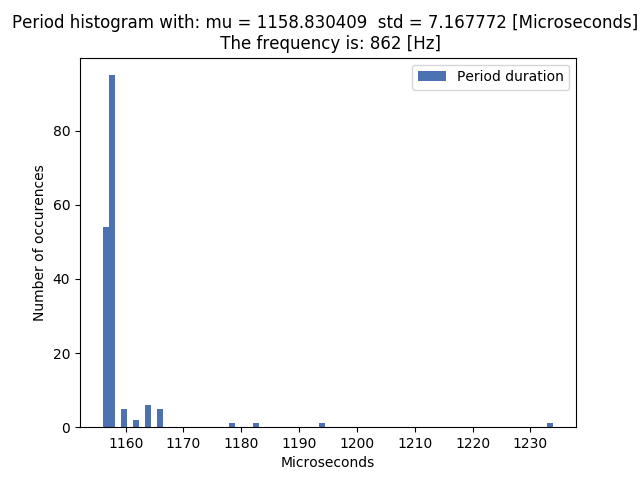 Period histogram with: mu = 1158.830409  std = 7.167772 [Microseconds]
The frequency is: 862 [Hz]
Period duration
80
60
40
20
0
Number of occurences
1160 1170 1180 1190 1200 1210 1220 1230
Microseconds